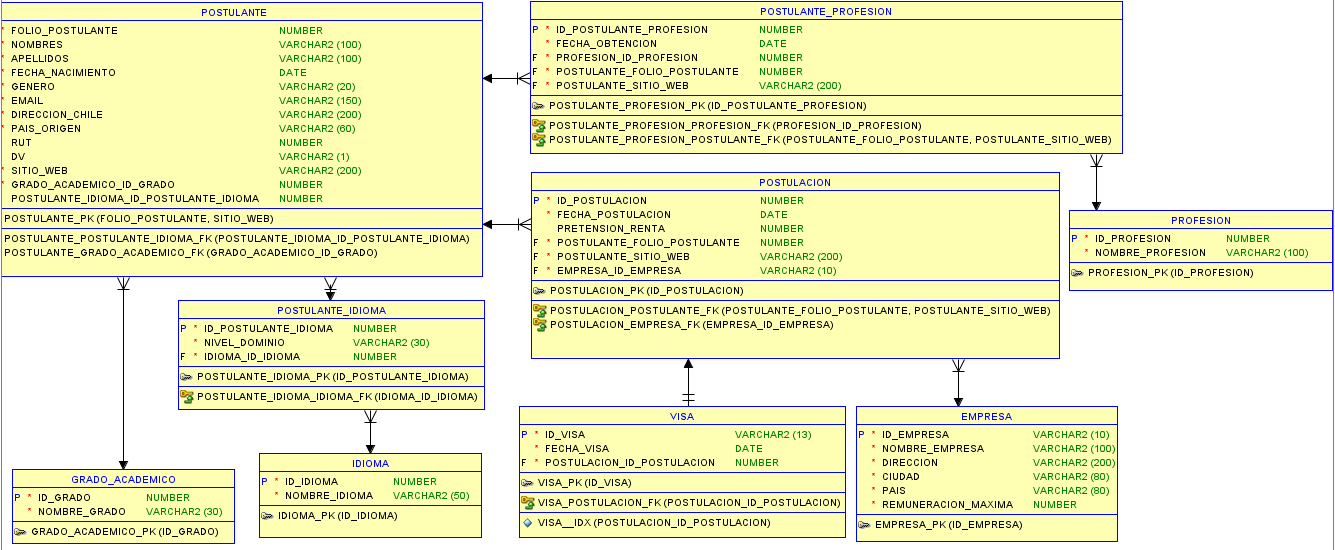 POSTULANTE
* FOLIO_POSTULANTE NUMBER
* NOMBRES VARCHAR2 (100)
* APELLIDOS VARCHAR2 (100)
* FECHA_NACIMIENTO DATE
* GENERO VARCHAR2 (20)
* EMAIL VARCHAR2 (150)
* DIRECCION_CHILE VARCHAR2 (200)
* PAIS_ORIGEN VARCHAR2 (60)
RUT NUMBER
DV VARCHAR2 (1)
* SITIO_WEB VARCHAR2 (200)
* GRADO_ACADEMICO_ID_GRADO NUMBER
POSTULANTE_IDIOMA_ID_POSTULANTE_IDIOMA NUMBER
POSTULANTE_PK (FOLIO_POSTULANTE, SITIO_WEB)
POSTULANTE_POSTULANTE_IDIOMA_FK (POSTULANTE_IDIOMA_ID_POSTULANTE_IDIOMA)
POSTULANTE_GRADO_ACADEMICO_FK (GRADO_ACADEMICO_ID_GRADO)
POSTULANTE_PROFESION
P * ID_POSTULANTE_PROFESION NUMBER
* FECHA_OBTENCION DATE
F * PROFESION_ID_PROFESION NUMBER
F * POSTULANTE_FOLIO_POSTULANTE NUMBER
F * POSTULANTE_SITIO_WEB VARCHAR2 (200)
POSTULANTE_PROFESION_PK (ID_POSTULANTE_PROFESION)
POSTULANTE_PROFESION_PROFESION_FK (PROFESION_ID_PROFESION)
POSTULANTE_PROFESION_POSTULANTE_FK (POSTULANTE_FOLIO_POSTULANTE, POSTULANTE_SITIO_WEB)
POSTULACION
P * ID_POSTULACION NUMBER
* FECHA_POSTULACION DATE
PRETENSION_RENTA NUMBER
F * POSTULANTE_FOLIO_POSTULANTE NUMBER
F * POSTULANTE_SITIO_WEB VARCHAR2 (200)
F * EMPRESA_ID_EMPRESA VARCHAR2 (10)
POSTULACION_PK (ID_POSTULACION)
POSTULACION_POSTULANTE_FK (POSTULANTE_FOLIO_POSTULANTE, POSTULANTE_SITIO_WEB)
POSTULACION_EMPRESA_FK (EMPRESA_ID_EMPRESA)
PROFESION
P * ID_PROFESION NUMBER
* NOMBRE_PROFESION VARCHAR2 (100)
PROFESION_PK (ID_PROFESION)
POSTULANTE_IDIOMA
P * ID_POSTULANTE_IDIOMA NUMBER
* NIVEL_DOMINIO VARCHAR2 (30)
F * IDIOMA_ID_IDIOMA NUMBER
POSTULANTE_IDIOMA_PK (ID_POSTULANTE_IDIOMA)
POSTULANTE_IDIOMA_IDIOMA_FK (IDIOMA_ID_IDIOMA)
GRADO_ACADEMICO
P * ID_GRADO NUMBER
* NOMBRE_GRADO VARCHAR2 (30)
GRADO_ACADEMICO_PK (ID_GRADO)
IDIOMA
P * ID_IDIOMA NUMBER
* NOMBRE_IDIOMA VARCHAR2 (50)
IDIOMA_PK (ID_IDIOMA)
VISA
P * ID_VISA VARCHAR2 (13)
* FECHA_VISA DATE
F * POSTULACION_ID_POSTULACION NUMBER
VISA_PK (ID_VISA)
VISA_POSTULACION_FK (POSTULACION_ID_POSTULACION)
VISA__IDX (POSTULACION_ID_POSTULACION)
EMPRESA
P * ID_EMPRESA VARCHAR2 (10)
* NOMBRE_EMPRESA VARCHAR2 (100)
* DIRECCION VARCHAR2 (200)
* CIUDAD VARCHAR2 (80)
* PAIS VARCHAR2 (80)
* REMUNERACION_MAXIMA NUMBER
EMPRESA_PK (ID_EMPRESA)